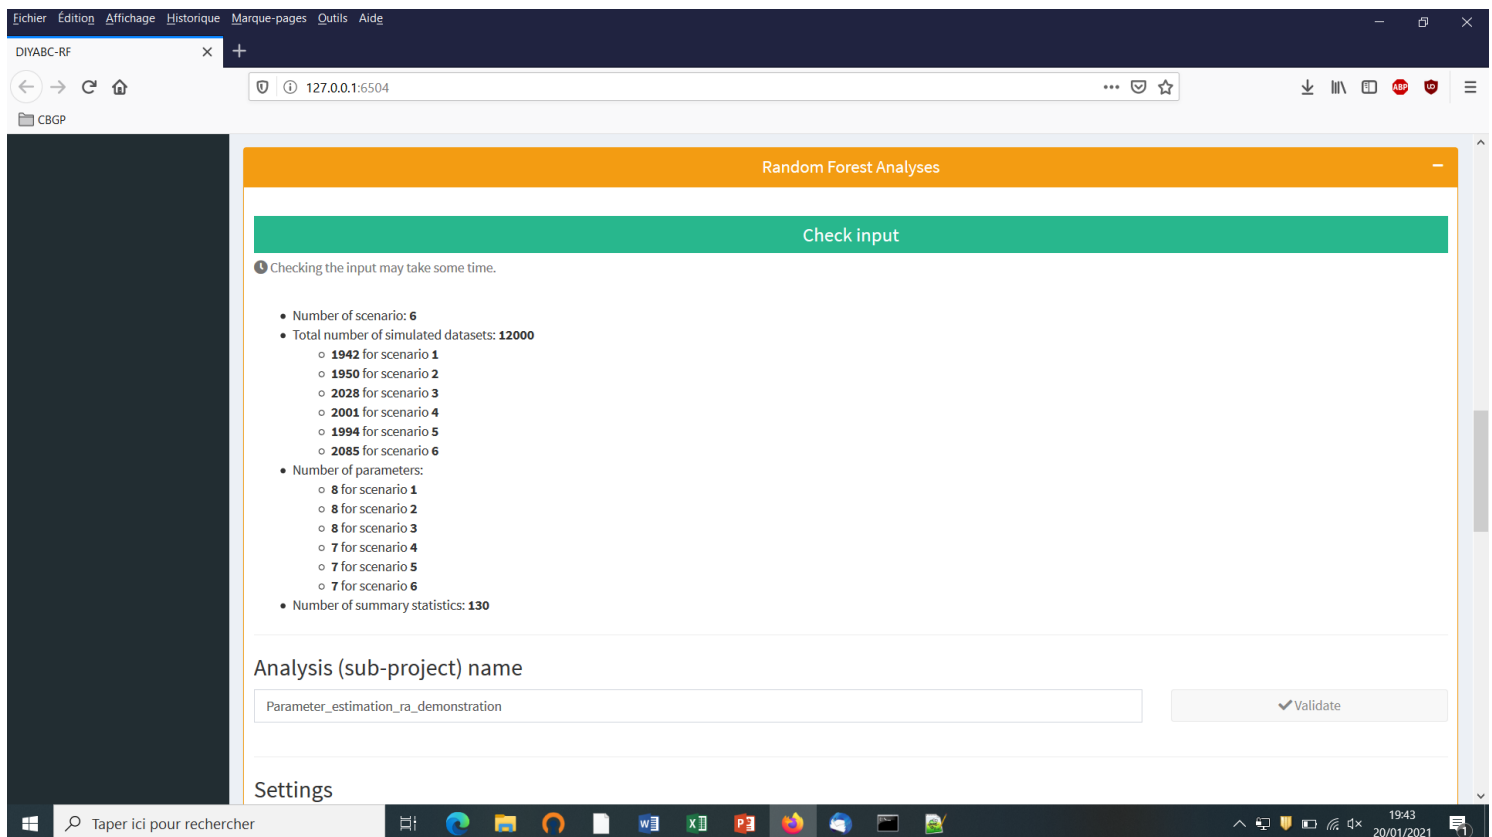 Fichier Édition Affichage Historique Marque-pages Outils Aide
DIYABC-RF
127.0.0.1:6504
CBGP
Random Forest Analyses
Check input
Checking the input may take some time.
Number of scenario: 6
Total number of simulated datasets: 12000
1942 for scenario 1
1950 for scenario 2
2028 for scenario 3
2001 for scenario 4
1994 for scenario 5
2085 for scenario 6
Number of parameters:
8 for scenario 1
8 for scenario 2
8 for scenario 3
7 for scenario 4
7 for scenario 5
7 for scenario 6
Number of summary statistics: 130
Analysis (sub-project) name
Parameter_estimation_ra_demonstration
Validate
Settings
Taper ici pour rechercher
19:43
20/01/2021